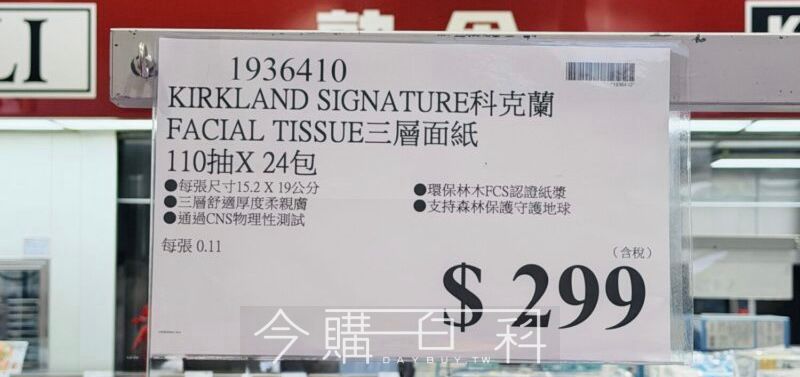 LI
熟食
K
1936410
KIRKLAND SIGNATURE科克蘭
FACIAL TISSUE三層面紙
110抽X 24包
●每張尺寸15.2 X 19公分
●三層舒適厚度柔親膚
●通過CNS物理性測試
●環保林木FCS認證紙漿
●支持森林保護守護地球
每張 0.11
(含稅)
$ 299
今購百科
DAYBUY.TW